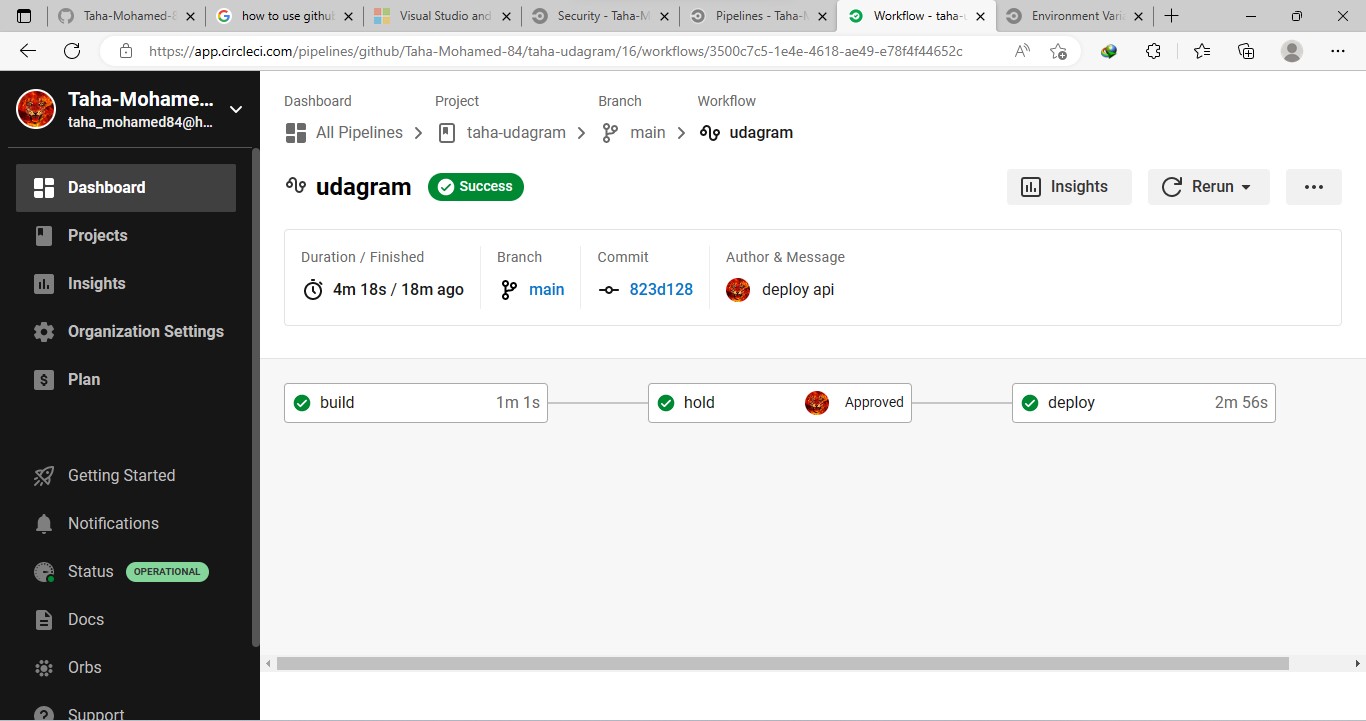 Taha-Mohamed-8
how to use githu
Visual Studio and
Security - Taha-M
Pipelines - Taha-M
Workflow - taha-u
Environment Vari
https://app.circleci.com/pipelines/github/Taha-Mohamed-84/taha-udagram/16/workflows/3500c7c5-1e4e-4618-ae49-e78f4f44652c
Taha-Mohame...
taha_mohamed84@h...
Dashboard
Projects
Insights
Organization Settings
Plan
Getting Started
Notifications
Status OPERATIONAL
Docs
Orbs
Support
Dashboard Project Branch Workflow
All Pipelines taha-udagram main udagram
udagram Success
Insights Rerun
Duration / Finished Branch Commit Author & Message
4m 18s / 18m ago main 823d128 deploy api
build 1m 1s hold Approved deploy 2m 56s